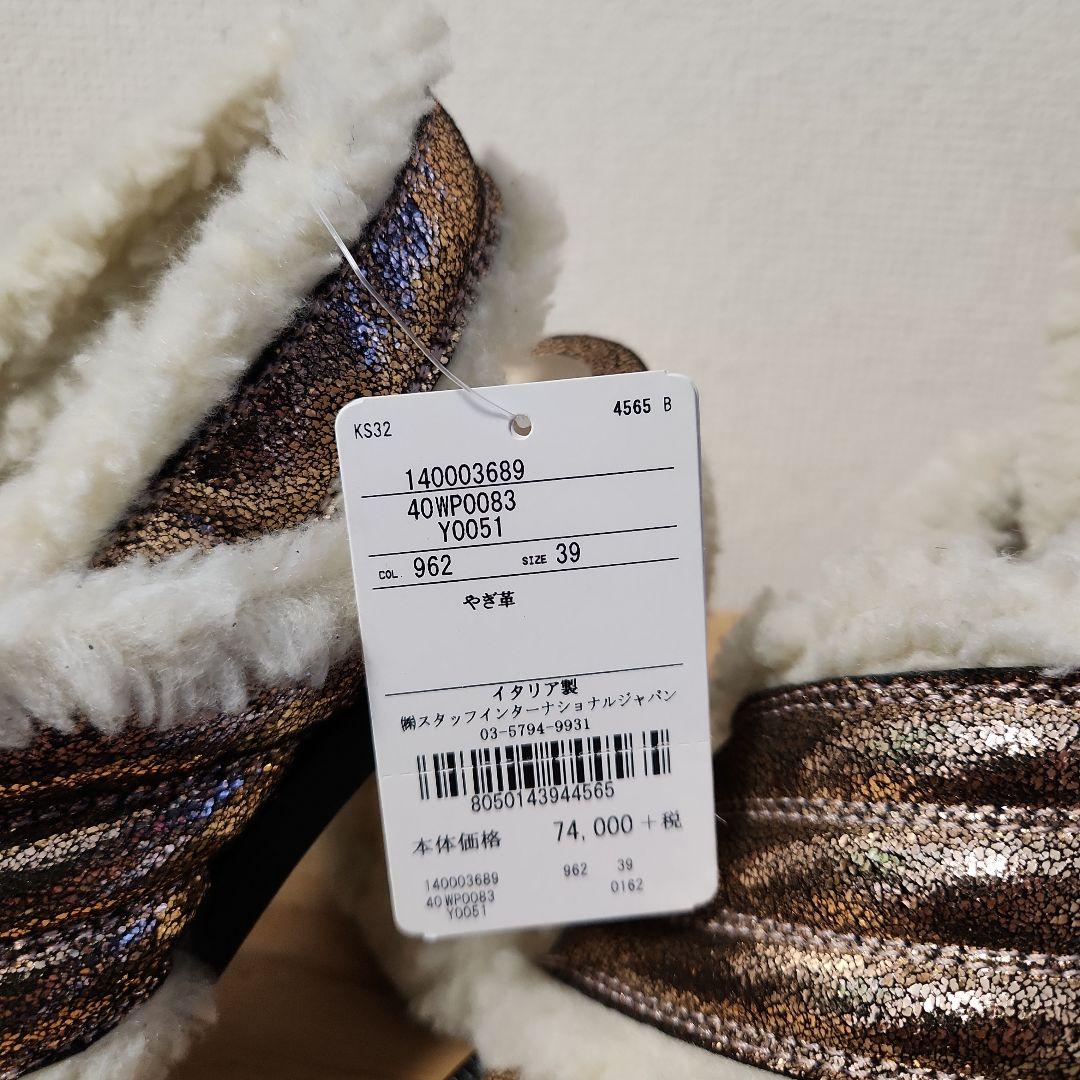 KS32 4565 B
140003689
40WP0083
Y0051
COL. 962 SIZE 39
やぎ革
イタリア製
㈱スタッフインターナショナルジャパン
03-5794-9931
8050143944565
本体価格 74,000＋税
140003689 962 39
40WP0083 0162
Y0051